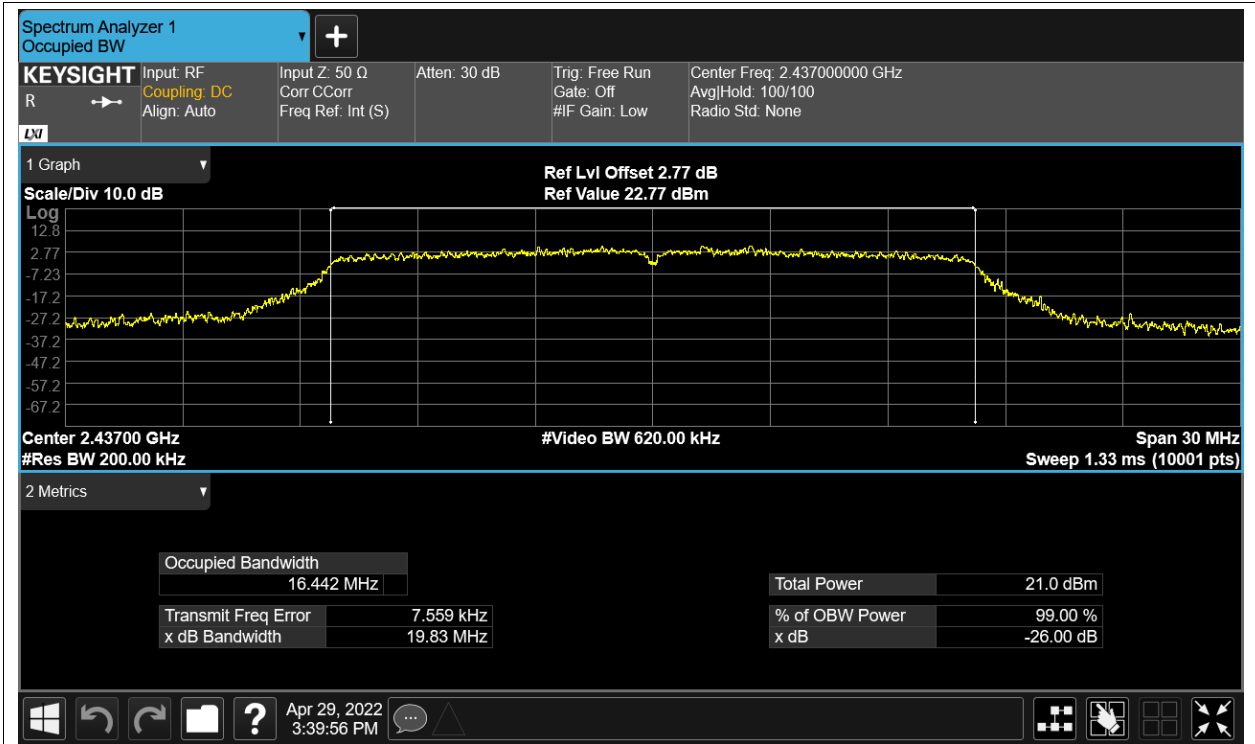 Spectrum Analyzer 1
Occupied BW
KEYSIGHT
R
LXI
Input: RF
Coupling: DC
Align: Auto
Input Z: 50 Ω
Corr CCorr
Freq Ref: Int (S)
Atten: 30 dB
Trig: Free Run
Gate: Off
#IF Gain: Low
Center Freq: 2.437000000 GHz
Avg|Hold: 100/100
Radio Std: None
1 Graph
Scale/Div 10.0 dB
Ref Lvl Offset 2.77 dB
Ref Value 22.77 dBm
Log
12.8
2.77
-7.23
-17.2
-27.2
-37.2
-47.2
-57.2
-67.2
Center 2.43700 GHz
#Res BW 200.00 kHz
#Video BW 620.00 kHz
Span 30 MHz
Sweep 1.33 ms (10001 pts)
2 Metrics
Occupied Bandwidth
16.442 MHz
Transmit Freq Error 7.559 kHz
x dB Bandwidth 19.83 MHz
Total Power 21.0 dBm
% of OBW Power 99.00 %
x dB -26.00 dB
?
Apr 29, 2022
3:39:56 PM